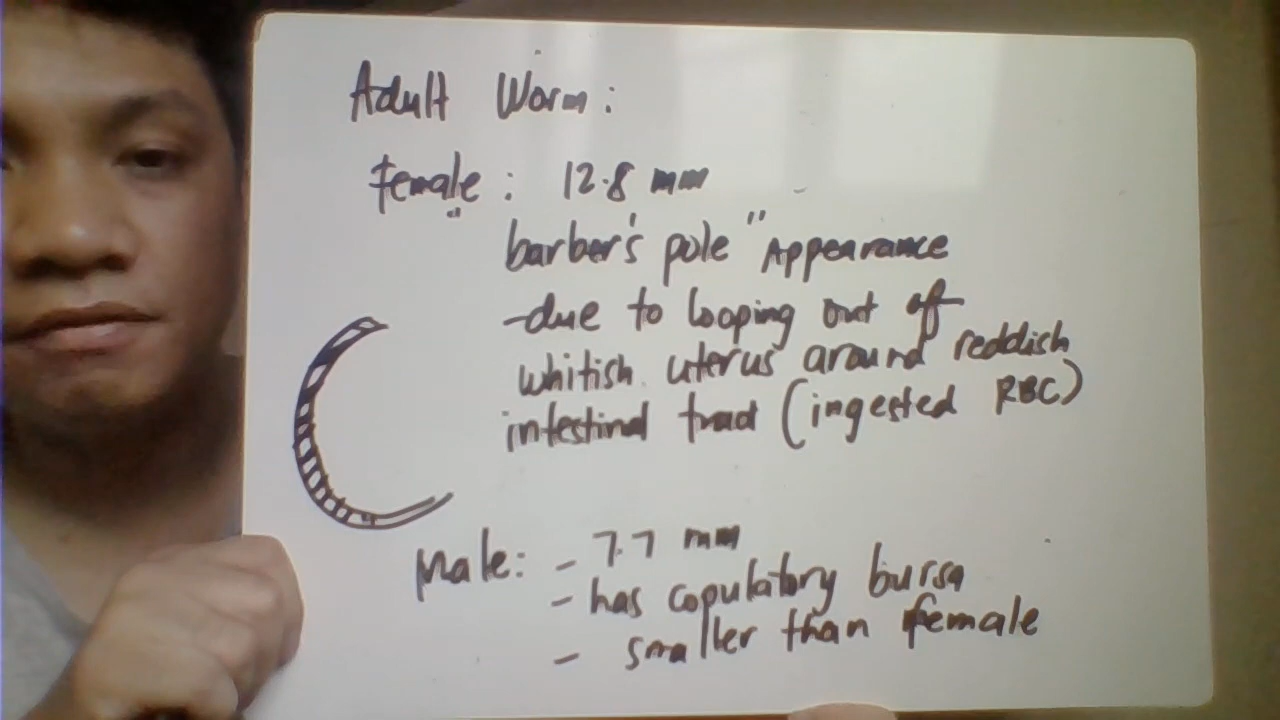 Adult Worm:
female: 12.8 mm
"barber's pole" Appearance
-due to looping out off
whitish uterus around reddish
intestinal tract (ingested RBC)
Male: - 7.7 mm
- has copulatory bursa
- smaller than female